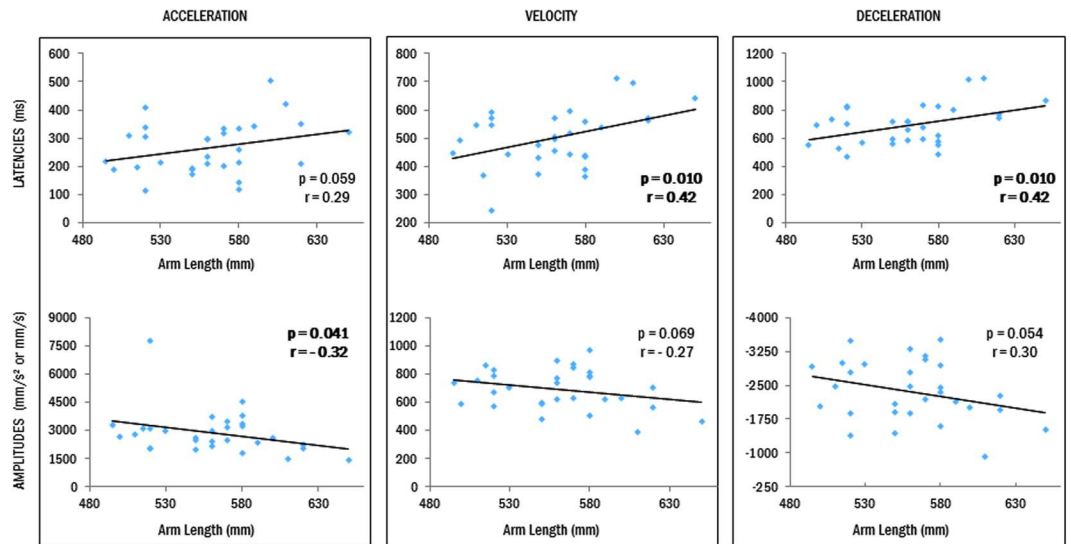 ACCELERATION
VELOCITY
DECELERATION
LATENCIES (ms)
600
500
400
300
200
100
0
480
530
580
630
p = 0.059
r = 0.29
Arm Length (mm)
800
700
600
500
400
300
200
480
530
580
630
p = 0.010
r = 0.42
Arm Length (mm)
1200
1000
800
600
400
200
0
480
530
580
630
p = 0.010
r = 0.42
Arm Length (mm)
AMPLITUDES (mm/s² or mm/s)
9000
7500
6000
4500
3000
1500
0
480
530
580
630
p = 0.041
r = - 0.32
Arm Length (mm)
1200
1000
800
600
400
200
0
480
530
580
630
p = 0.069
r = - 0.27
Arm Length (mm)
-4000
-3250
-2500
-1750
-1000
-250
480
530
580
630
p = 0.054
r = 0.30
Arm Length (mm)